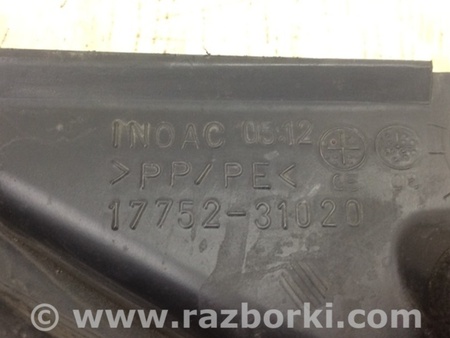 INOAC '05-12
>PP/PE<
17752-31020
© www.razborki.com